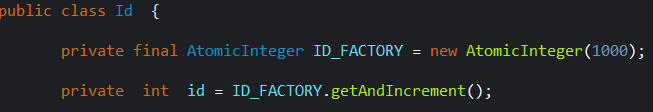 public class Id {
private final AtomicInteger ID_FACTORY = new AtomicInteger(1000);
private int id = ID_FACTORY.getAndIncrement();